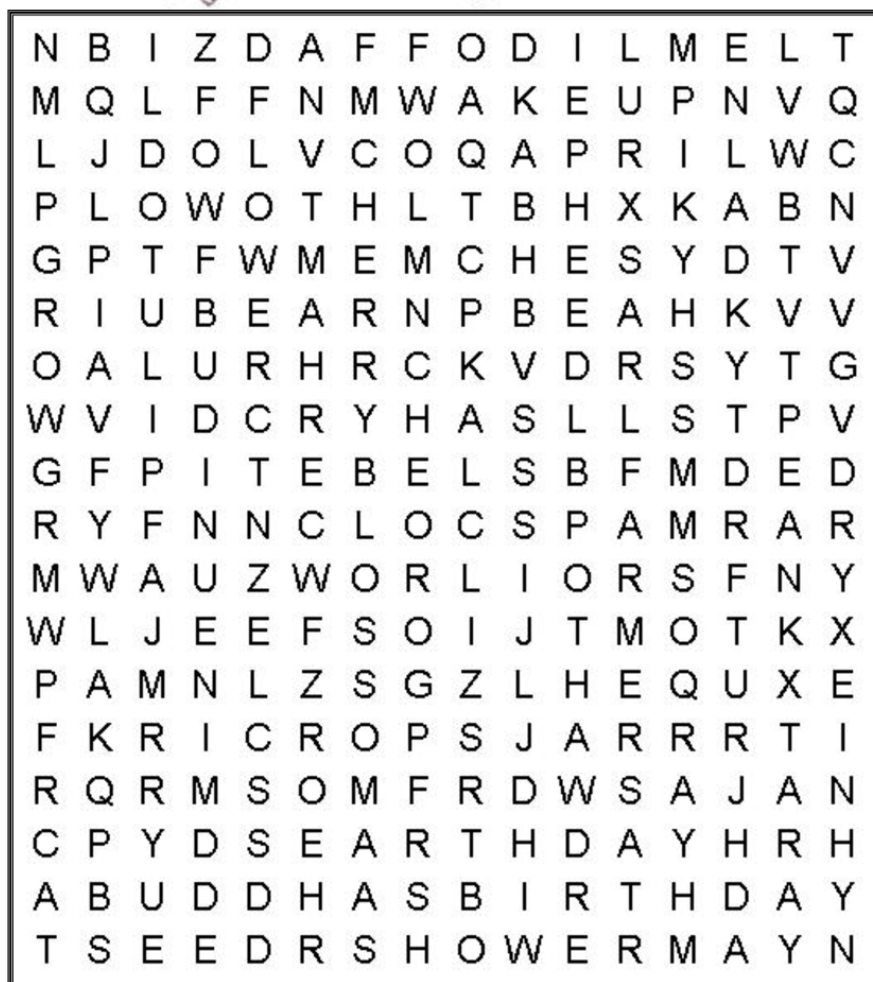 N B I Z D A F F O D I L M E L T
M Q L F F N M W A K E U P N V Q
L J D O L V C O Q A P R I L W C
P L O W O T H L T B H X K A B N
G P T F W M E M C H E S Y D T V
R I U B E A R N P B E A H K V V
O A L U R H R C K V D R S Y T G
W V I D C R Y H A S L L S T P V
G F P I T E B E L S B F M D E D
R Y F N N C L O C S P A M R A R
M W A U Z W O R L I O R S F N Y
W L J E E F S O I J T M O T K X
P A M N L Z S G Z L H E Q U X E
F K R I C R O P S J A R R R T I
R Q R M S O M F R D W S A J A N
C P Y D S E A R T H D A Y H R H
A B U D D H A S B I R T H D A Y
T S E E D R S H O W E R M A Y N